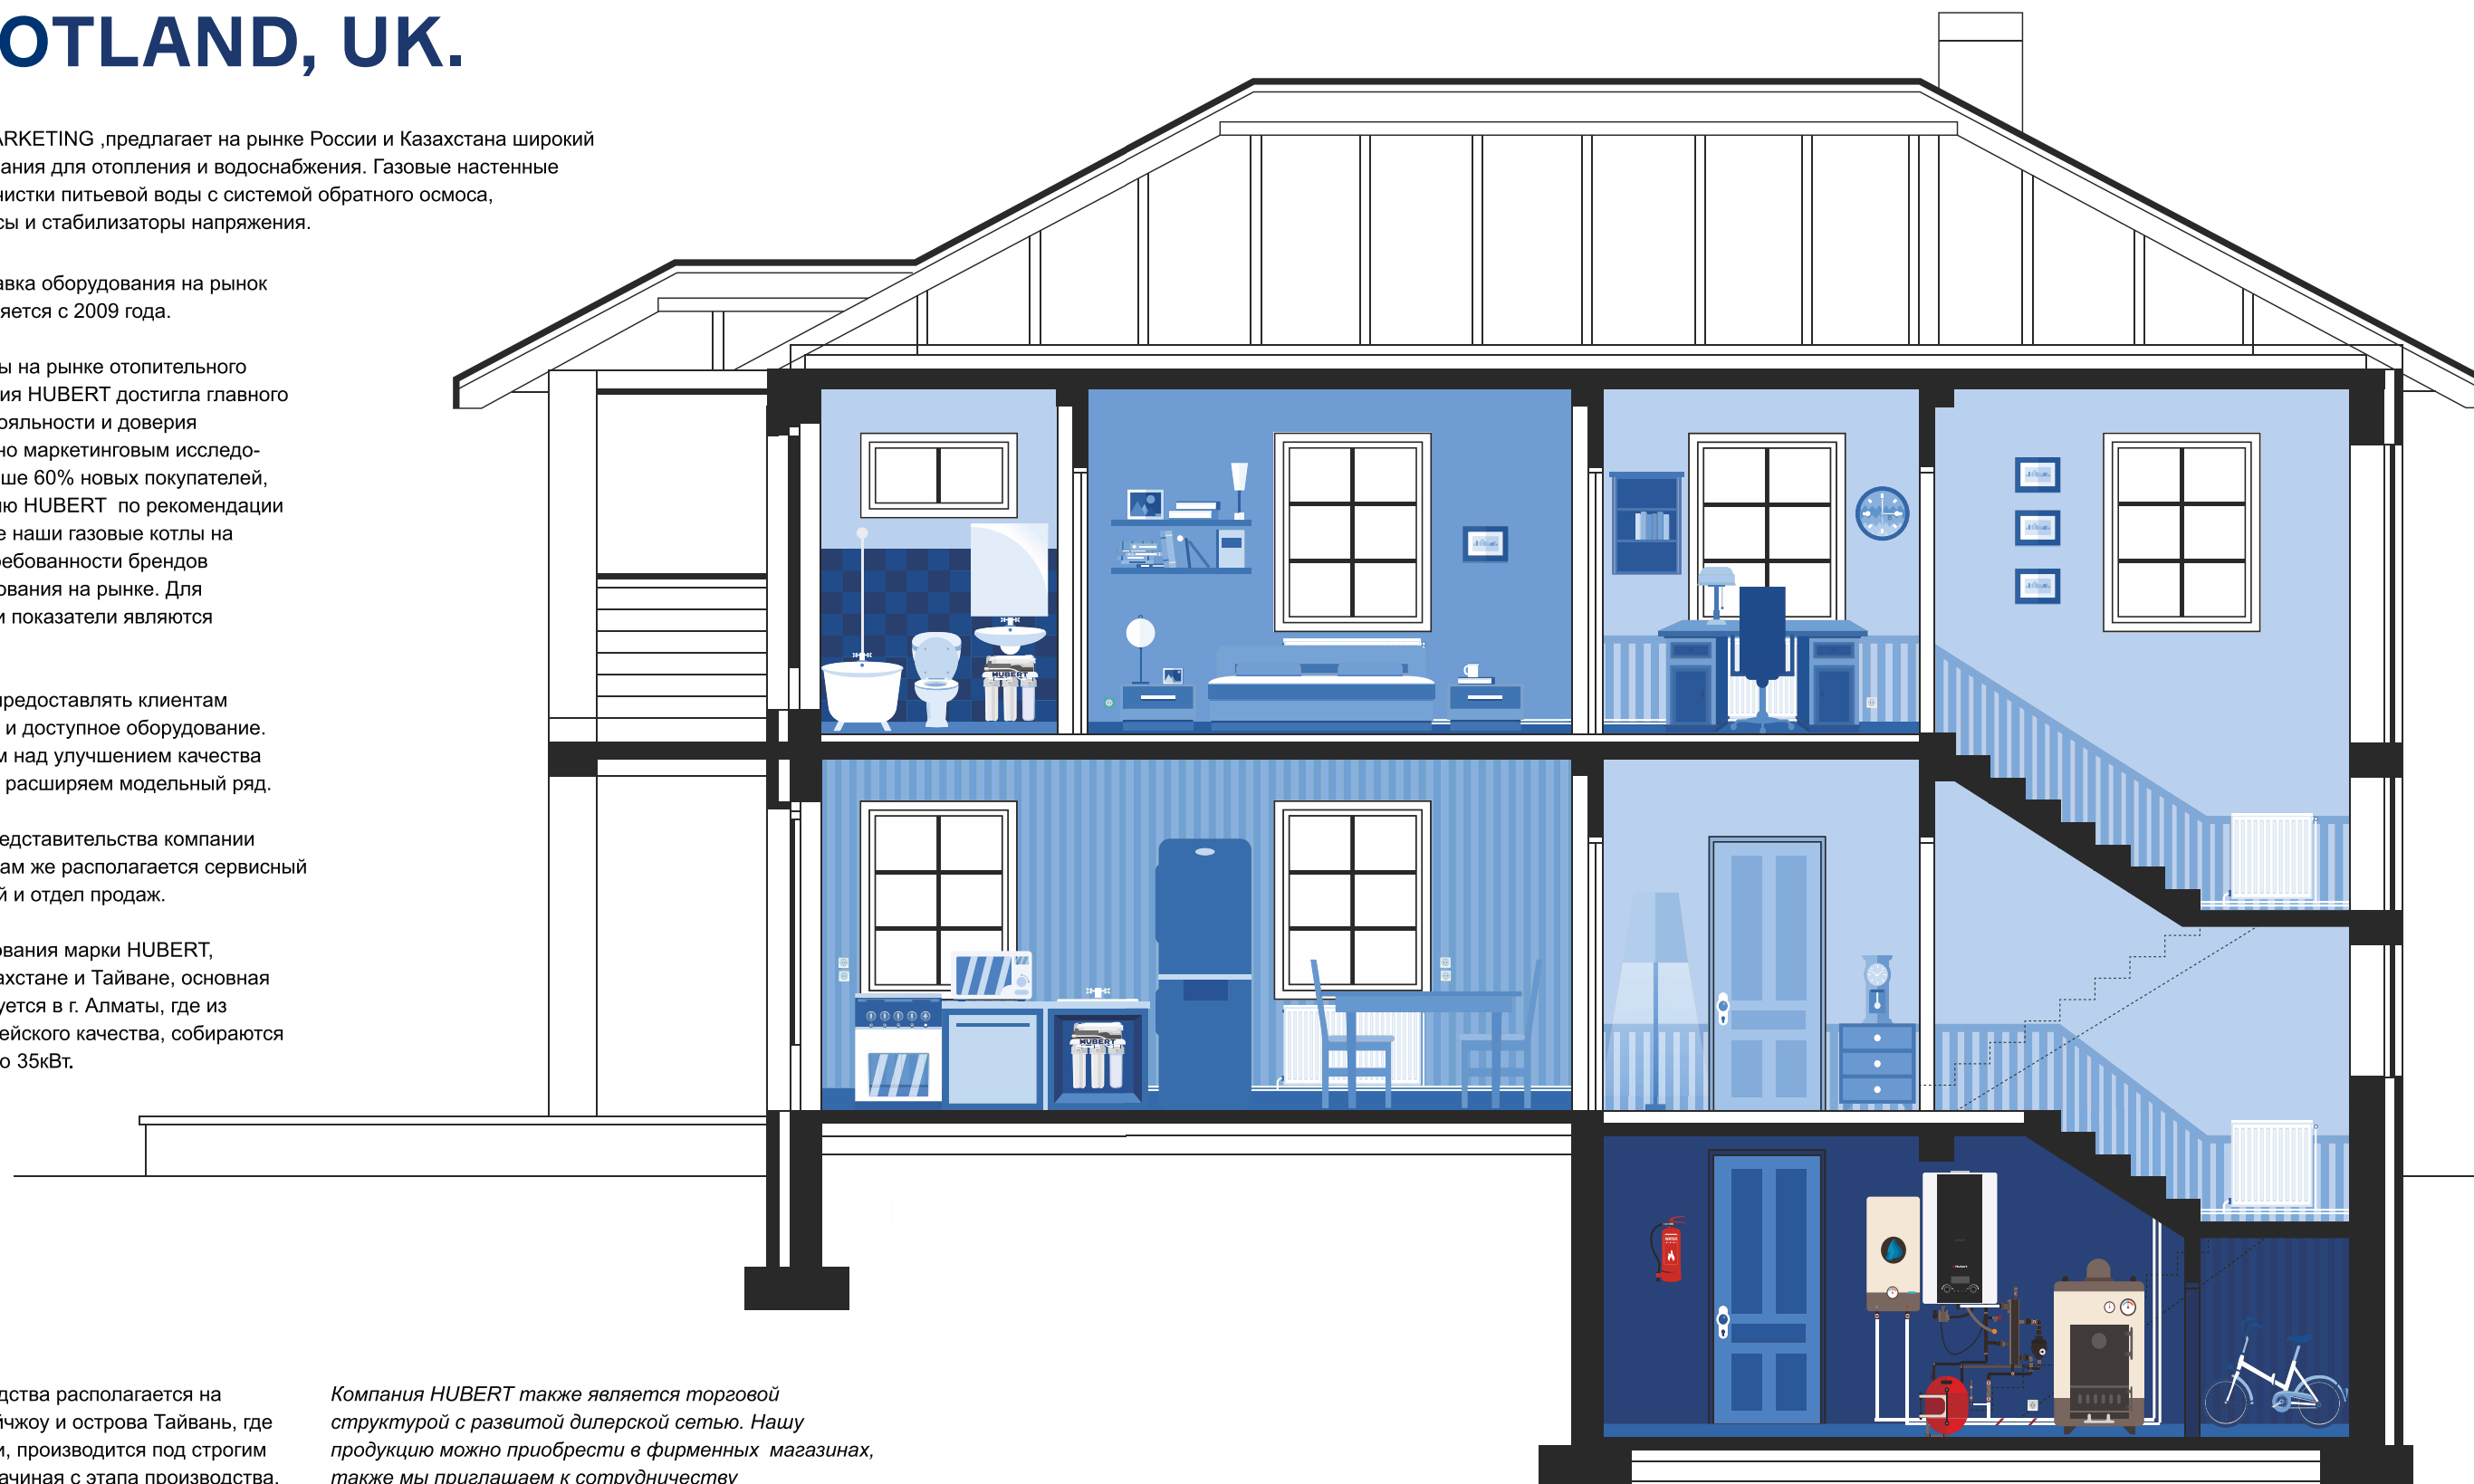 OTLAND, UK.
ARKETING ,предлагает на рынке России и Казахстана широкий
ания для отопления и водоснабжения. Газовые настенные
чистки питьевой воды с системой обратного осмоса,
сы и стабилизаторы напряжения.
авка оборудования на рынок
яется с 2009 года.
ы на рынке отопительного
ия HUBERT достигла главного
ояльности и доверия
но маркетинговым исследо-
ше 60% новых покупателей,
ю HUBERT по рекомендации
е наши газовые котлы на
ребованности брендов
ования на рынке. Для
и показатели являются
предоставлять клиентам
и доступное оборудование.
м над улучшением качества
расширяем модельный ряд.
едставительства компании
ам же располагается сервисный
й и отдел продаж.
ования марки HUBERT,
ахстане и Тайване, основная
уется в г. Алматы, где из
ейского качества, собираются
о 35кВт.
HUBERT
HUBERT
Hubert
дства располагается на
йчжоу и острова Тайвань, где
и, производится под строгим
ачиная с этапа производства,
Компания HUBERT также является торговой
структурой с развитой дилерской сетью. Нашу
продукцию можно приобрести в фирменных магазинах,
также мы приглашаем к сотрудничеству